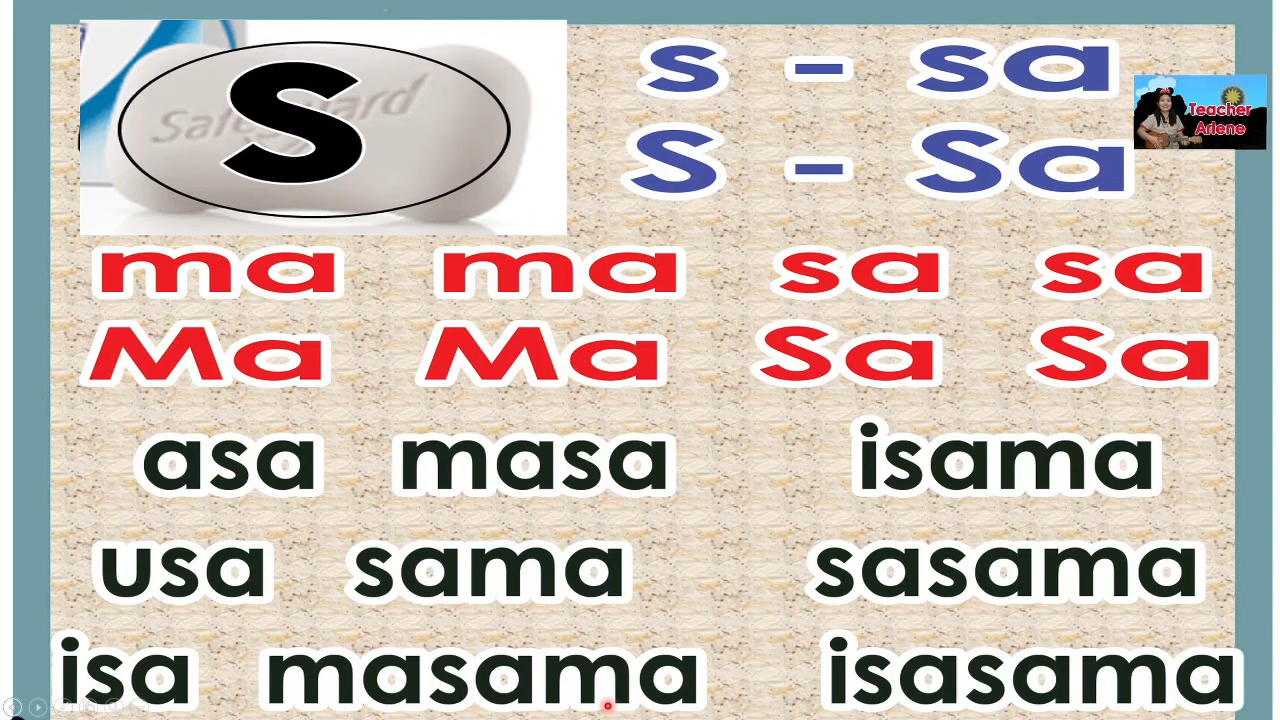 Safeguard
S
s - sa
S - Sa
Teacher
Arlene
ma ma sa sa
Ma Ma Sa Sa
asa masa isama
usa sama sasama
isa masama isasama